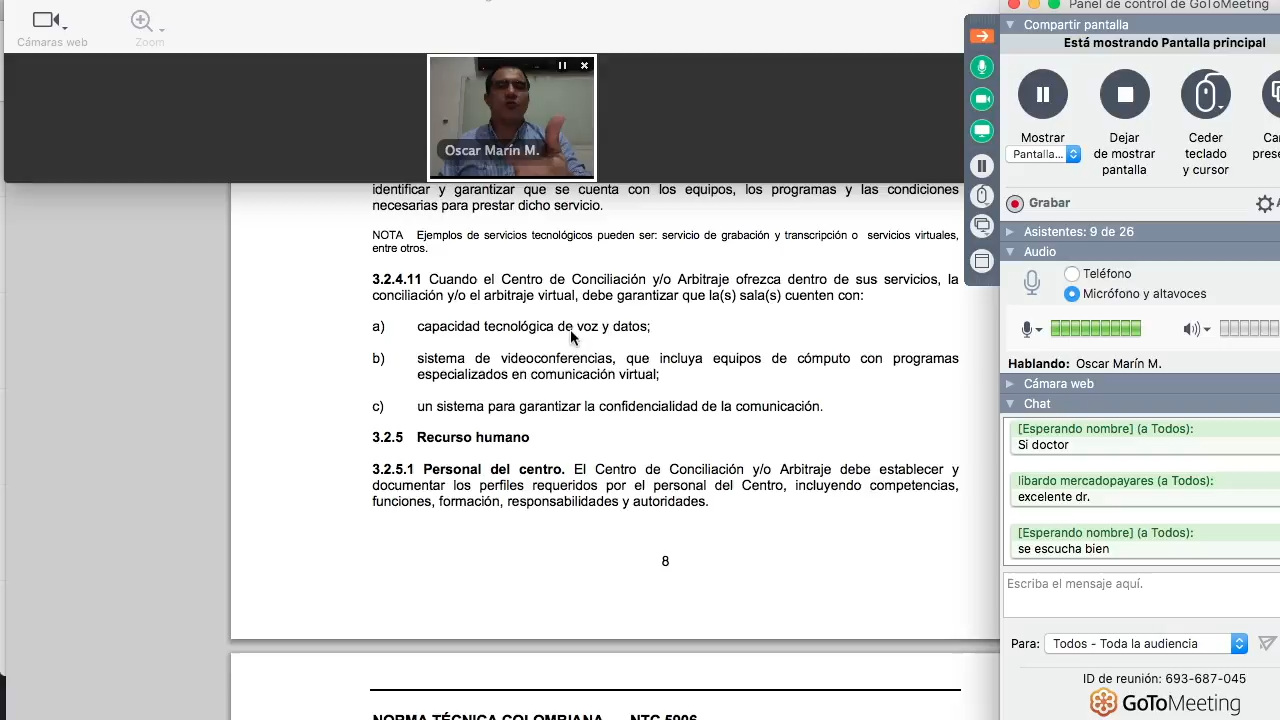 Cámaras web
Zoom
Oscar Marín M.
identificar y garantizar que se cuenta con los equipos, los programas y las condiciones
necesarias para prestar dicho servicio.
NOTA Ejemplos de servicios tecnológicos pueden ser: servicio de grabación y transcripción o servicios virtuales,
entre otros.
3.2.4.11 Cuando el Centro de Conciliación y/o Arbitraje ofrezca dentro de sus servicios, la
conciliación y/o el arbitraje virtual, debe garantizar que la(s) sala(s) cuenten con:
a) capacidad tecnológica de voz y datos;
b) sistema de videoconferencias, que incluya equipos de cómputo con programas
especializados en comunicación virtual;
c) un sistema para garantizar la confidencialidad de la comunicación.
3.2.5 Recurso humano
3.2.5.1 Personal del centro. El Centro de Conciliación y/o Arbitraje debe establecer y
documentar los perfiles requeridos por el personal del Centro, incluyendo competencias,
funciones, formación, responsabilidades y autoridades.
8
NORMA TÉCNICA COLOMBIANA NTC 5906
Panel de control de GoToMeeting
Compartir pantalla
Está mostrando Pantalla principal
Mostrar
Pantalla...
Dejar
de mostrar
pantalla
Ceder
teclado
y cursor
Grabar
Asistentes: 9 de 26
Audio
Teléfono
Micrófono y altavoces
Hablando: Oscar Marín M.
Cámara web
Chat
[Esperando nombre] (a Todos):
Si doctor
libardo mercadopayares (a Todos):
excelente dr.
[Esperando nombre] (a Todos):
se escucha bien
Escriba el mensaje aquí.
Para: Todos - Toda la audiencia
ID de reunión: 693-687-045
GoToMeeting